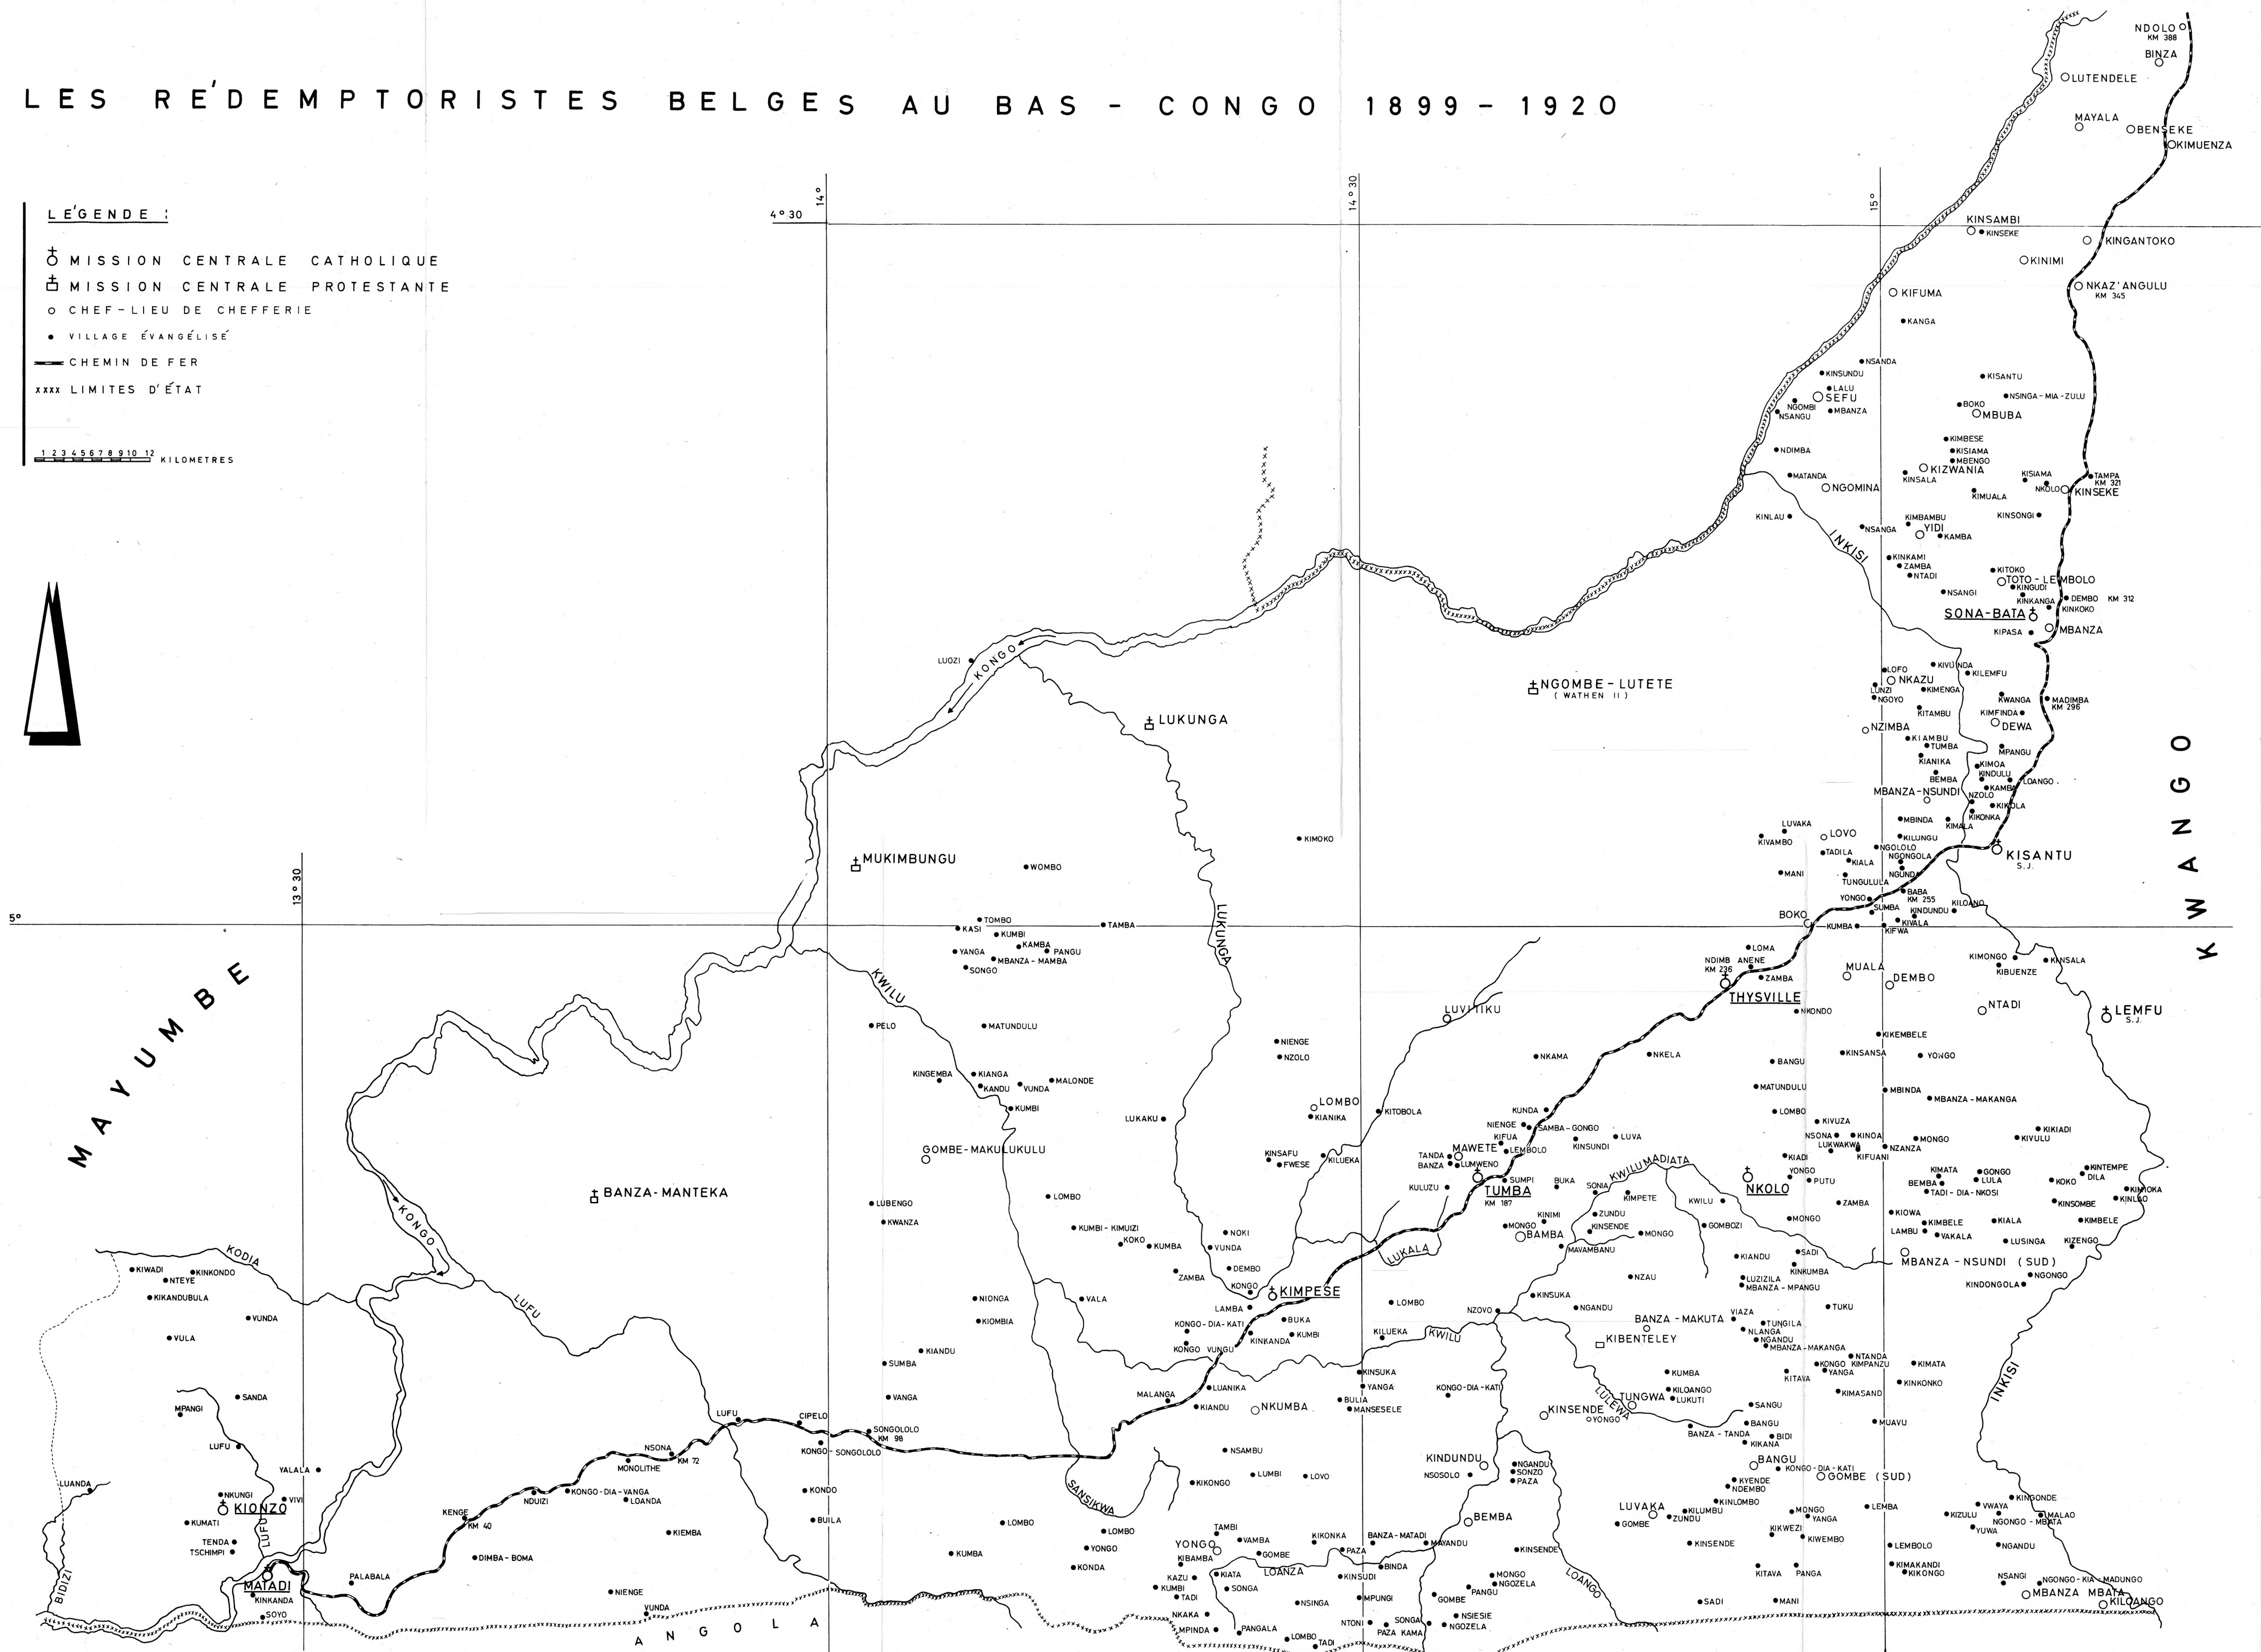 LES RÉDEMPTORISTES BELGES AU BAS - CONGO 1899 - 1920
LÉGENDE :
MISSION CENTRALE CATHOLIQUE
MISSION CENTRALE PROTESTANTE
CHEF-LIEU DE CHEFFERIE
VILLAGE ÉVANGÉLISÉ
CHEMIN DE FER
xxxx LIMITES D'ÉTAT
1 2 3 4 5 6 7 8 9 10 12 KILOMETRES
4° 30
14°
14° 30
15°
13° 30
5°
NDOLO
KM 388
BINZA
LUTENDELE
MAYALA
BENSEKE
KIMUENZA
KINSAMBI
KINSEKE
KINGANTOKO
KINIMI
NKAZ'ANGULU
KM 345
KIFUMA
KANGA
NSANDA
KINSUNDU
LALU
SEFU
NGOMBI
NSANGU
MBANZA
KISANTU
NSINGA-MIA-ZULU
BOKO
MBUBA
NDIMBA
KIMBESE
KISIAMA
MBENGO
KIZWANIA
KINSALA
MATANDA
NGOMINA
KISIAMA
NKOLO
KINSEKE
TAMPA
KM 321
KIMUALA
KINLAU
KINSONGI
NSANGA
KIMBAMBU
YIDI
KAMBA
INKISI
KINKAMI
ZAMBA
NTADI
KITOKO
TOTO-LEMBOLO
KINGUDI
NSANGI
KINKANGA
DEMBO KM 312
KINKOKO
SONA-BATA
KIPASA
MBANZA
LUOZI
KONGO
LOFO
NKAZU
KIVUNDA
KILEMFU
LUNZI
NGOYO
KIMENGA
KWANGA
MADIMBA
KM 296
KITAMBU
KIMFINDA
DEWA
NZIMBA
KIAMBU
TUMBA
MPANGU
KIANIKA
KIMOA
BEMBA
KINDULU
LOANGO
KAMBA
MBANZA-NSUNDI
NZOLO
KIKOLA
KIKONKA
NGOMBE-LUTETE
( WATHEN II )
LUKUNGA
KWANGO
MUKIMBUNGU
WOMBO
KIMOKO
LUVAKA
KIVAMBO
LOVO
MBINDA
KIMALA
KILUNGU
TADILA
KIALA
NGOLOLO
NGONGOLA
NGUNDA
KISANTU
S.J.
MANI
TUNGULULA
BABA
KM 255
YONGO
SUMBA
KINDUNDU
KILOANO
BOKO
KUMBA
KIVALA
KIFWA
TOMBO
KASI
KUMBI
TAMBA
YANGA
KAMBA
PANGU
MBANZA-MAMBA
SONGO
LUKUNGA
LOMA
NDIMB ANENE
KM 236
ZAMBA
THYSVILLE
MUALA
DEMBO
KIMONGO
KIBUENZE
KINSALA
NTADI
LEMFU
S.J.
MAYUMBE
KWILU
PELO
MATUNDULU
LUVITUKU
NKONDO
NIENGE
NZOLO
NKAMA
NKELA
KIKEMBELE
KINSANSA
YONGO
BANGU
KINGEMBA
KIANGA
KANDU
VUNDA
MALONDE
KUMBI
MATUNDULU
MBINDA
MBANZA-MAKANGA
LUKAKU
LOMBO
KIANIKA
KITOBOLA
KUNDA
NIENGE
SAMBA-GONGO
LOMBO
KIVUZA
GOMBE-MAKULUKULU
KINSAFU
FWESE
KILUEKA
TANDA
BANZA
MAWETE
LUMWENO
KIFUA
LEMBOLO
KINSUNDI
LUVA
NSONA
KINOA
LUKWAKWA
KIFUANI
NZANZA
MONGO
KIKIADI
KIVULU
BANZA-MANTEKA
KULUZU
TUMBA
KM 187
SUMPI
BUKA
SONIA
KWILU
MADIATA
KIMPETE
KWILU
KIADI
YONGO
PUTU
NKOLO
ZAMBA
KIMATA
BEMBA
TADI-DIA-NKOSI
GONGO
LULA
KOKO
KINTEMPE
DILA
KIMOKA
KINLAO
KINSOMBE
KONGO
LUBENGO
KWANZA
LOMBO
KUMBI-KIMUIZI
KOKO
KUMBA
NOKI
VUNDA
LUKALA
KINIMI
MONGO
BAMBA
ZUNDU
KINSENDE
MAVAMBANU
MONGO
GOMBOZI
MONGO
KIOWA
LAMBU
KIMBELE
VAKALA
KIALA
LUSINGA
KIMBELE
KIZENGO
KODIA
KIWADI
NTEYE
KINKONDO
KIKANDUBULA
VUNDA
VULA
LUFU
ZAMBA
DEMBO
KONGO
LAMBA
KIMPESE
NZAU
KIANDU
SADI
KINKUMBA
LUZIZILA
MBANZA-MPANGU
MBANZA-NSUNDI (SUD)
KINDONGOLA
NGONGO
NIONGA
VALA
KIOMBIA
KONGO-DIA-KATI
KONGO VUNGU
KINKANDA
BUKA
KUMBI
LOMBO
KILUEKA
KWILU
NZOVO
KINSUKA
NGANDU
BANZA-MAKUTA
KIBENTELEY
VIAZA
TUNGILA
NLANGA
NGANDU
MBANZA-MAKANGA
TUKU
KIANDU
SUMBA
VANGA
MALANGA
LUANIKA
KIANDU
NKUMBA
KINSUKA
YANGA
BULIA
MANSESELE
KONGO-DIA-KATI
KINSENDE
YONGO
LULEWA
TUNGWA
KUMBA
KILOANGO
LUKUTI
NTANDA
KONGO KIMPANZU
YANGA
KITAVA
KIMASAND
KIMATA
KINKONKO
SANGU
BANGU
BANZA-TANDA
KIKANA
BIDI
MUAVU
INKISI
SANDA
MPANGI
LUFU
LUFU
CIPELO
SONGOLOLO
KM 98
KONGO-SONGOLOLO
NSONA
KM 72
MONOLITHE
YALALA
LUANDA
NKUNGI
KIONZO
VIVI
KUMATI
LUFU
TENDA
TSCHIMPI
BIDIZI
KONGO-DIA-VANGA
NDUIZI
LOANDA
KENGE
KM 40
KIEMBA
DIMBA-BOMA
KONDO
BUILA
NSAMBU
KIKONGO
LUMBI
LOVO
SANSIKWA
KINDUNDU
NSOSOLO
NGANDU
SONZO
PAZA
BANGU
KONGO-DIA-KATI
GOMBE (SUD)
KYENDE
NDEMBO
KINLOMBO
LUVAKA
KILUMBU
ZUNDU
GOMBE
MONGO
YANGA
KIKWEZI
KIWEMBO
LEMBA
KIZULU
VWAYA
KINGONDE
NGONGO-MBATA
MALAO
YUWA
LOMBO
LOMBO
KUMBA
YONGO
KONDA
TAMBI
YONGO
VAMBA
GOMBE
KIBAMBA
LOANZA
KIKONKA
PAZA
BANZA-MATADI
MAYANDU
BEMBA
KINSENDE
KINSENDE
LEMBOLO
NGANDU
KITAVA
PANGA
KIMAKANDI
KIKONGO
NSANGI
NGONGO-KIA-MADUNGO
MBANZA MBATA
KILOANGO
MATADI
KINKANDA
SOYO
PALABALA
NIENGE
VUNDA
ANGOLA
KAZU
KUMBI
TADI
KIATA
SONGA
KINSUDI
BINDA
MONGO
NGOZELA
PANGU
LOANGO
NSINGA
MPUNGI
GOMBE
SADI
MANI
NKAKA
MPINDA
PANGALA
LOMBO
TADI
NTONI
SONGA
PAZA KAMA
NSIESIE
NGOZELA